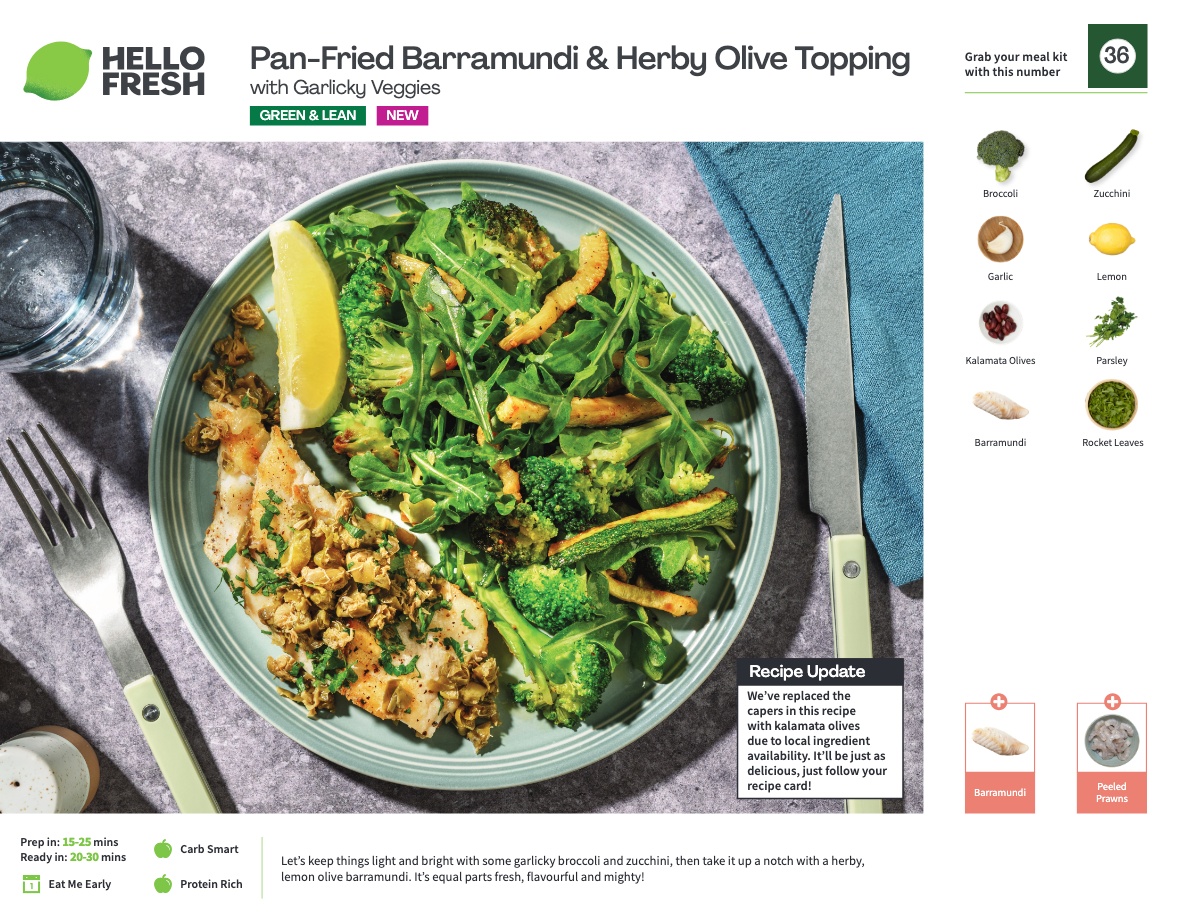 HELLO
FRESH
Pan-Fried Barramundi & Herby Olive Topping
with Garlicky Veggies
GREEN & LEAN
NEW
Grab your meal kit
with this number
36
Broccoli
Zucchini
Garlic
Lemon
Kalamata Olives
Parsley
Barramundi
Rocket Leaves
Recipe Update
We’ve replaced the
capers in this recipe
with kalamata olives
due to local ingredient
availability. It’ll be just as
delicious, just follow your
recipe card!
Barramundi
Peeled
Prawns
Prep in: 15-25 mins
Ready in: 20-30 mins
1
Eat Me Early
Carb Smart
Protein Rich
Let’s keep things light and bright with some garlicky broccoli and zucchini, then take it up a notch with a herby,
lemon olive barramundi. It’s equal parts fresh, flavourful and mighty!